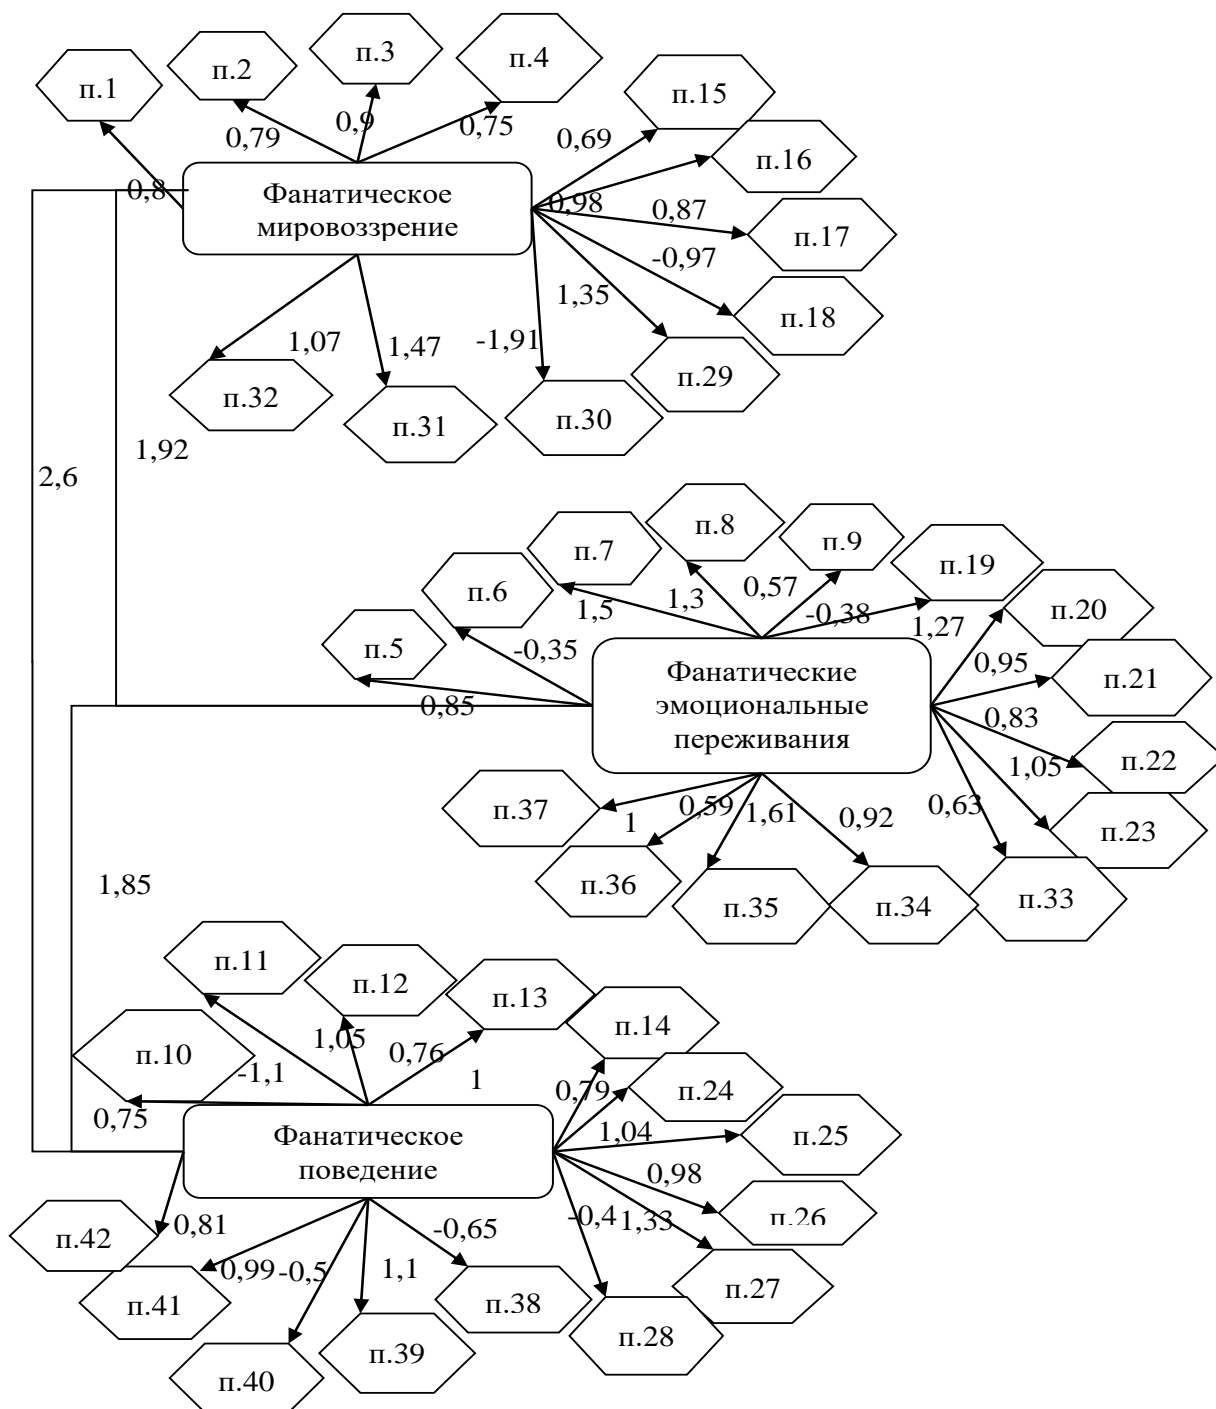 п.1
п.2
п.3
п.4
п.15
0,8
0,79
0,9
0,75
0,69
п.16
Фанатическое
мировоззрение
0,98
0,87
п.17
-0,97
п.18
1,35
-1,91
п.29
1,07
1,47
п.32
п.31
п.30
1,92
2,6
п.5
п.6
п.7
п.8
п.9
п.19
п.20
0,85
-0,35
1,5
1,3
0,57
-0,38
1,27
Фанатические
эмоциональные
переживания
0,95
п.21
0,83
п.22
1,05
п.23
0,63
п.37
1
0,59
1,61
0,92
п.36
п.35
п.34
п.33
1,85
п.10
п.11
п.12
п.13
п.14
0,75
-1,1
1,05
0,76
1
0,79
п.24
Фанатическое
поведение
1,04
п.25
0,98
п.26
-0,4
1,33
п.27
п.42
0,81
0,99
-0,5
1,1
-0,65
п.41
п.40
п.39
п.38
п.28